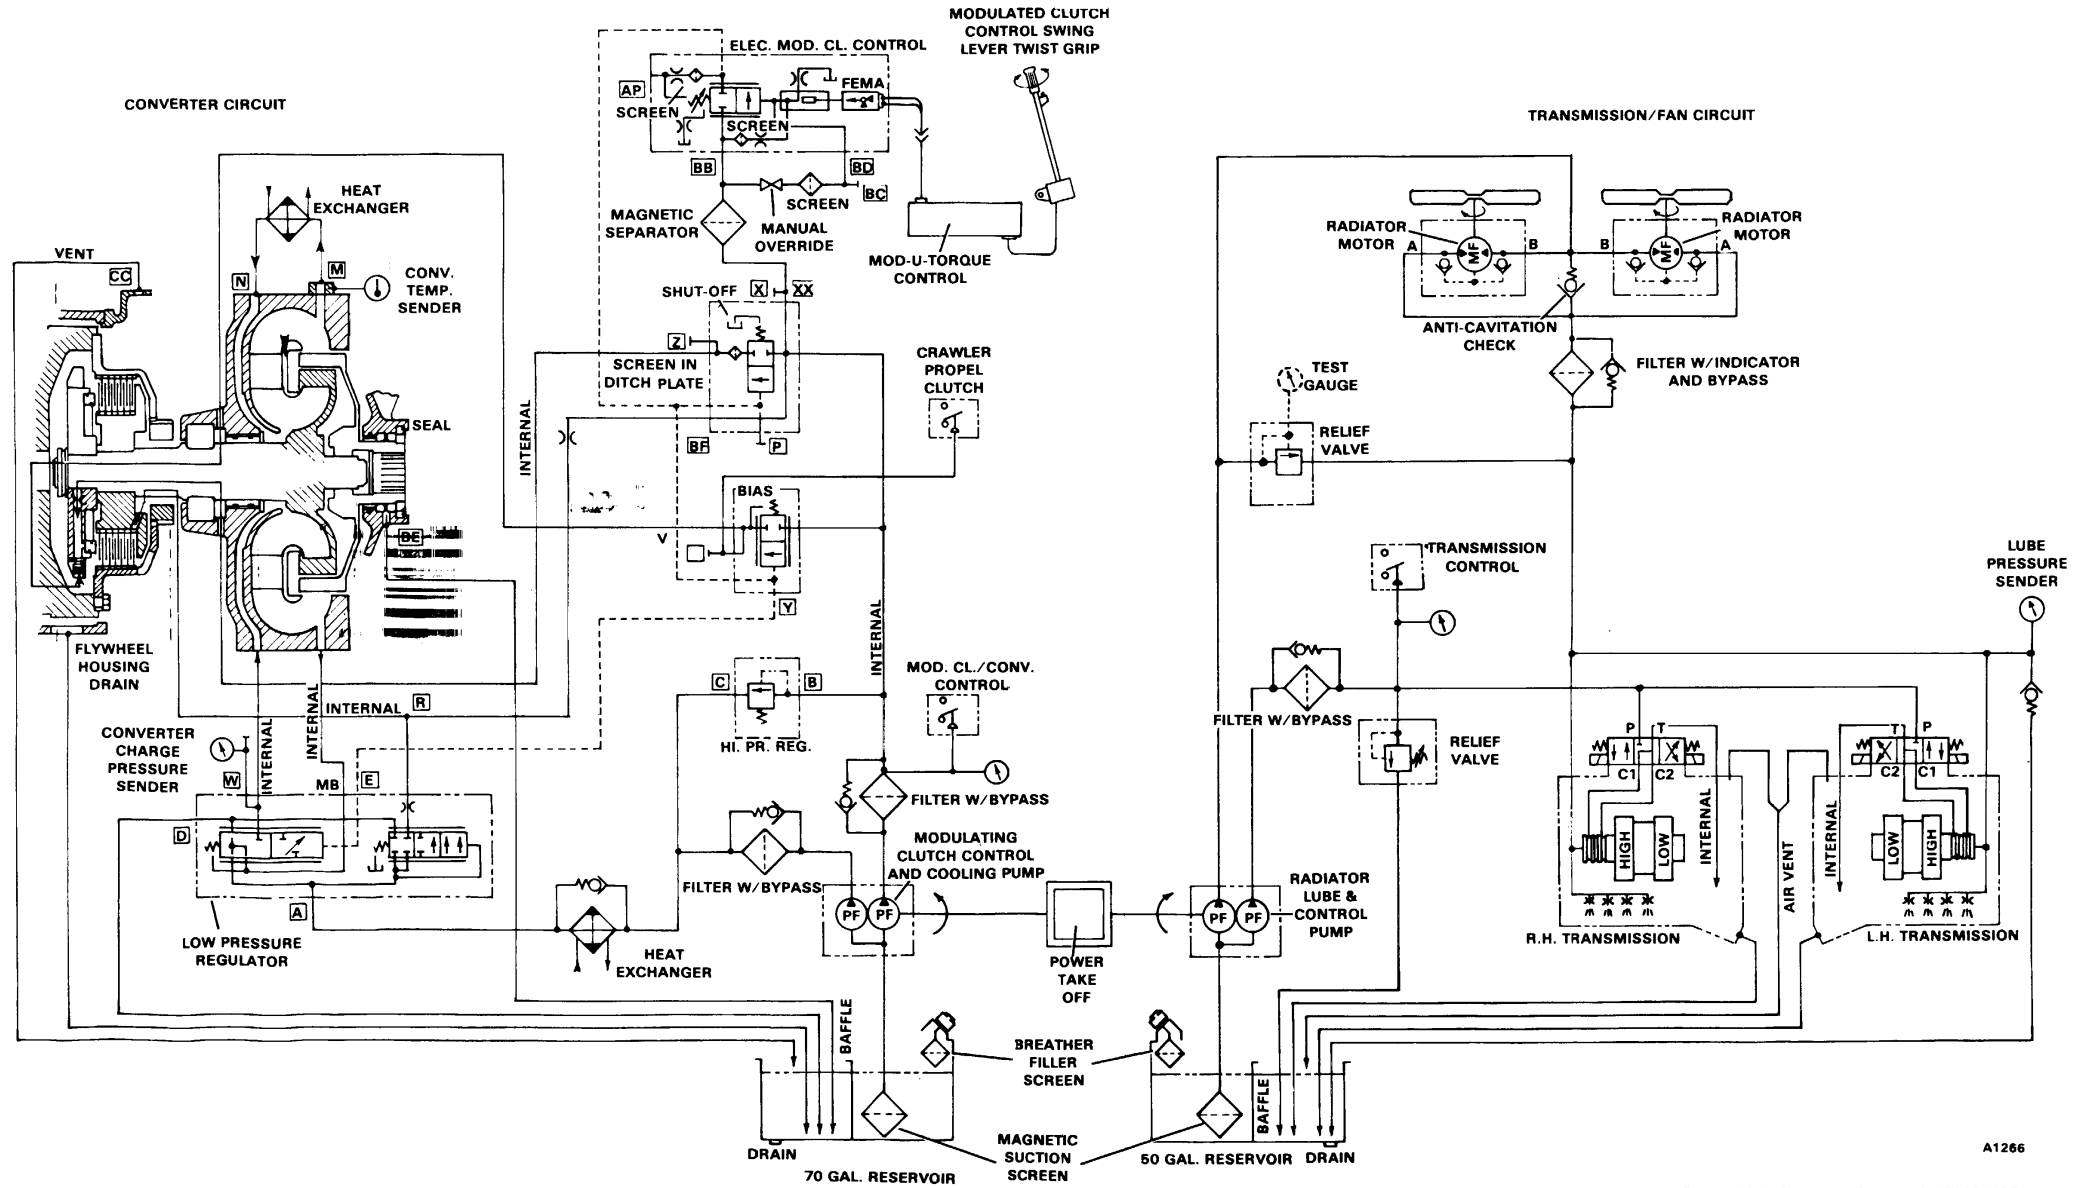 MODULATED CLUTCH
CONTROL SWING
LEVER TWIST GRIP
ELEC. MOD. CL. CONTROL
FEMA
AP
SCREEN
SCREEN
CONVERTER CIRCUIT
TRANSMISSION/FAN CIRCUIT
BB
BD
BC
SCREEN
HEAT
EXCHANGER
MAGNETIC
SEPARATOR
MANUAL
OVERRIDE
MOD-U-TORQUE
CONTROL
RADIATOR
MOTOR
A
MF
B
B
MF
A
RADIATOR
MOTOR
VENT
CC
N
M
CONV.
TEMP.
SENDER
SHUT-OFF
X
XX
ANTI-CAVITATION
CHECK
Z
SCREEN IN
DITCH PLATE
CRAWLER
PROPEL
CLUTCH
TEST
GAUGE
FILTER W/INDICATOR
AND BYPASS
SEAL
INTERNAL
BF
P
RELIEF
VALVE
BIAS
BE
V
Y
INTERNAL
TRANSMISSION
CONTROL
LUBE
PRESSURE
SENDER
FLYWHEEL
HOUSING
DRAIN
C
B
HI. PR. REG.
MOD. CL./CONV.
CONTROL
INTERNAL
INTERNAL
INTERNAL
R
CONVERTER
CHARGE
PRESSURE
SENDER
W
MB
E
FILTER W/BYPASS
FILTER W/BYPASS
RELIEF
VALVE
P
T
C1
C2
T
P
C2
C1
D
MODULATING
CLUTCH CONTROL
AND COOLING PUMP
FILTER W/BYPASS
HIGH
LOW
INTERNAL
AIR VENT
INTERNAL
LOW
HIGH
A
PF
PF
PF
PF
RADIATOR
LUBE &
CONTROL
PUMP
LOW PRESSURE
REGULATOR
HEAT
EXCHANGER
POWER
TAKE
OFF
R.H. TRANSMISSION
L.H. TRANSMISSION
BAFFLE
BREATHER
FILLER
SCREEN
BAFFLE
MAGNETIC
SUCTION
SCREEN
DRAIN
70 GAL. RESERVOIR
50 GAL. RESERVOIR
DRAIN
A1266